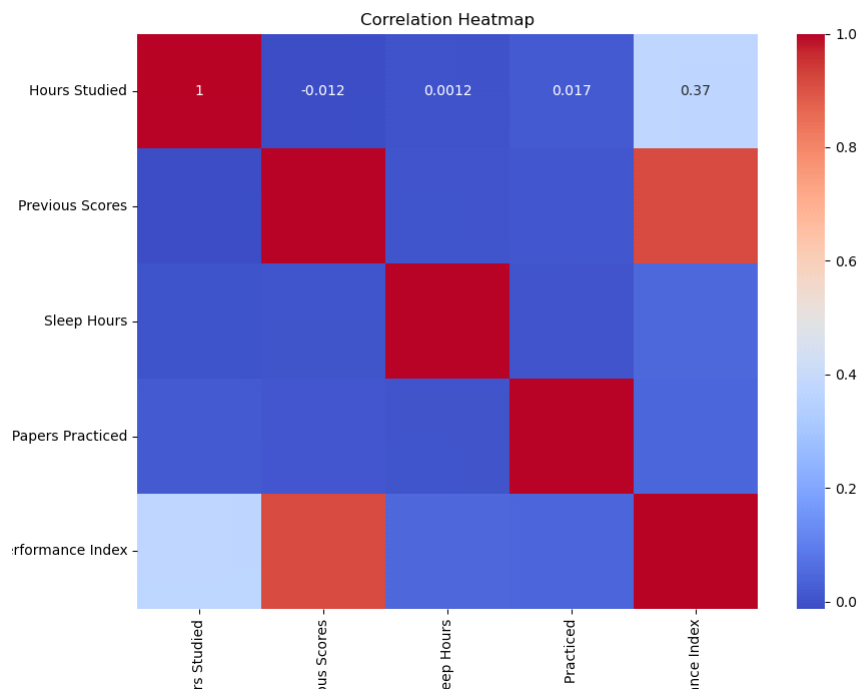 Correlation Heatmap
Hours Studied
1 -0.012 0.0012 0.017 0.37
Previous Scores
Sleep Hours
Papers Practiced
erformance Index
rs Studied
ous Scores
eep Hours
Practiced
nce Index
1.0
0.8
0.6
0.4
0.2
0.0